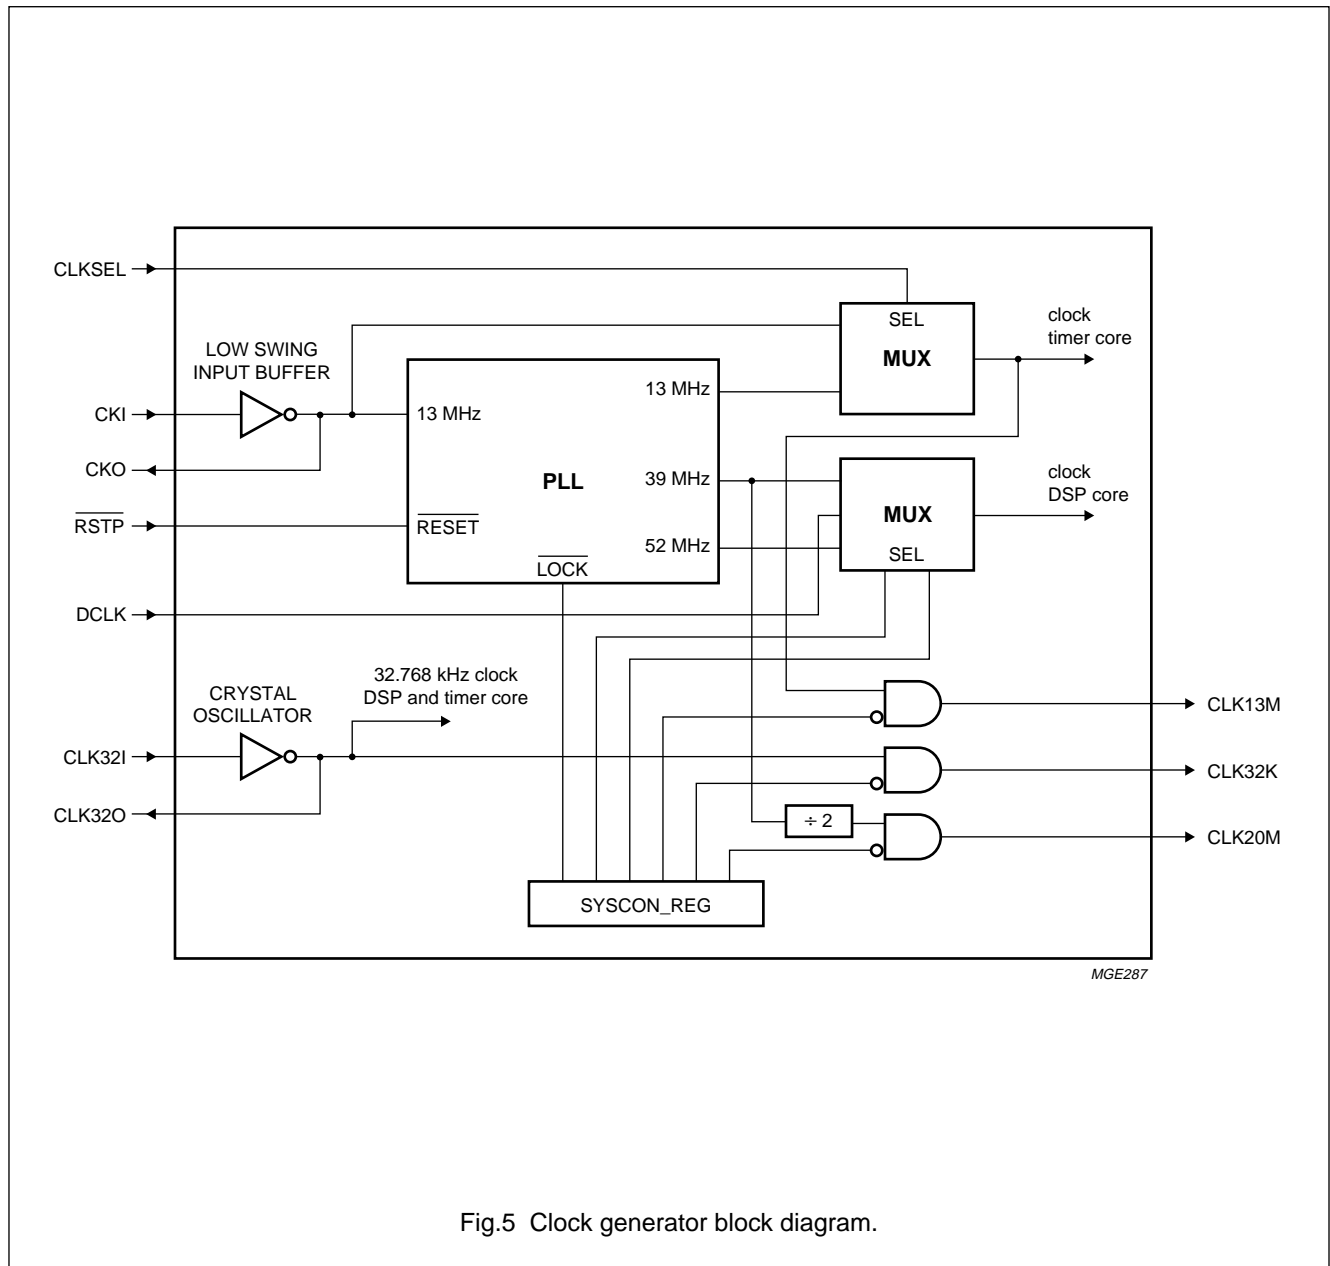 CLKSEL
SEL
MUX
clock
timer core
LOW SWING
INPUT BUFFER
CKI
CKO
13 MHz
13 MHz
PLL
39 MHz
52 MHz
RSTP
RESET
LOCK
MUX
SEL
clock
DSP core
DCLK
32.768 kHz clock
DSP and timer core
CRYSTAL
OSCILLATOR
CLK32I
CLK32O
CLK13M
CLK32K
÷ 2
CLK20M
SYSCON_REG
MGE287
Fig.5 Clock generator block diagram.